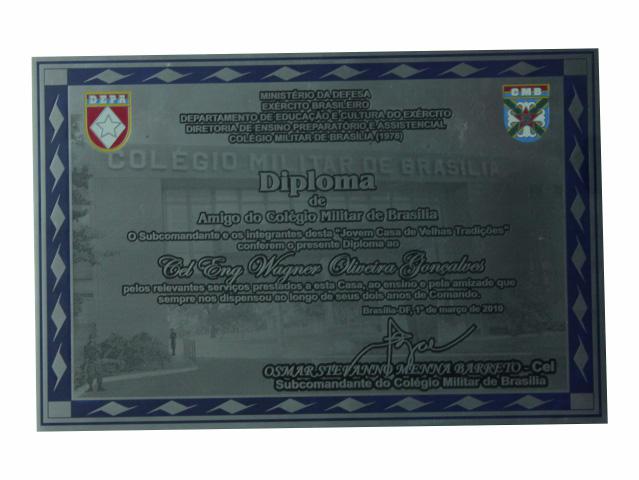 MINISTÉRIO DA DEFESA
EXÉRCITO BRASILEIRO
DEPARTAMENTO DE EDUCAÇÃO E CULTURA DO EXÉRCITO
DIRETORIA DE ENSINO PREPARATÓRIO E ASSISTENCIAL
COLÉGIO MILITAR DE BRASÍLIA (1978)
DEPA
CMB
COLÉGIO MILITAR DE BRASÍLIA
Diploma
de
Amigo do Colégio Militar de Brasília
O Subcomandante e os integrantes desta "Jovem Casa de Velhas Tradições"
conferem o presente Diploma ao
Cel Eng Wagner Oliveira Gonçalves
pelos relevantes serviços prestados a esta Casa, ao ensino e pela amizade que
sempre nos dispensou ao longo de seus dois anos de Comando.
Brasília-DF, 1º de março de 2010
OSMAR STEVANNO MENNA BARRETO - Cel
Subcomandante do Colégio Militar de Brasília